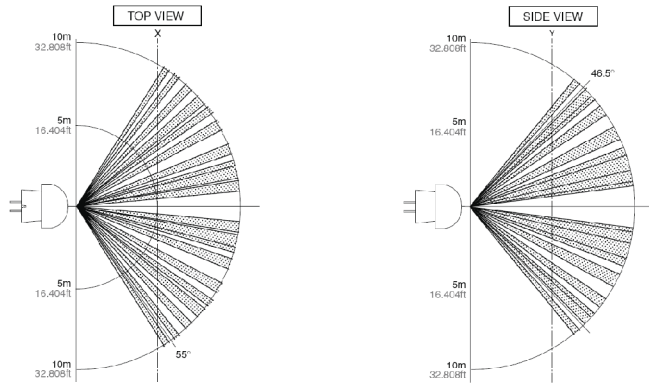 TOP VIEW
X
10m
32.808ft
5m
16.404ft
5m
16.404ft
10m
32.808ft
55°
SIDE VIEW
Y
10m
32.808ft
46.5°
5m
16.404ft
5m
16.404ft
10m
32.808ft